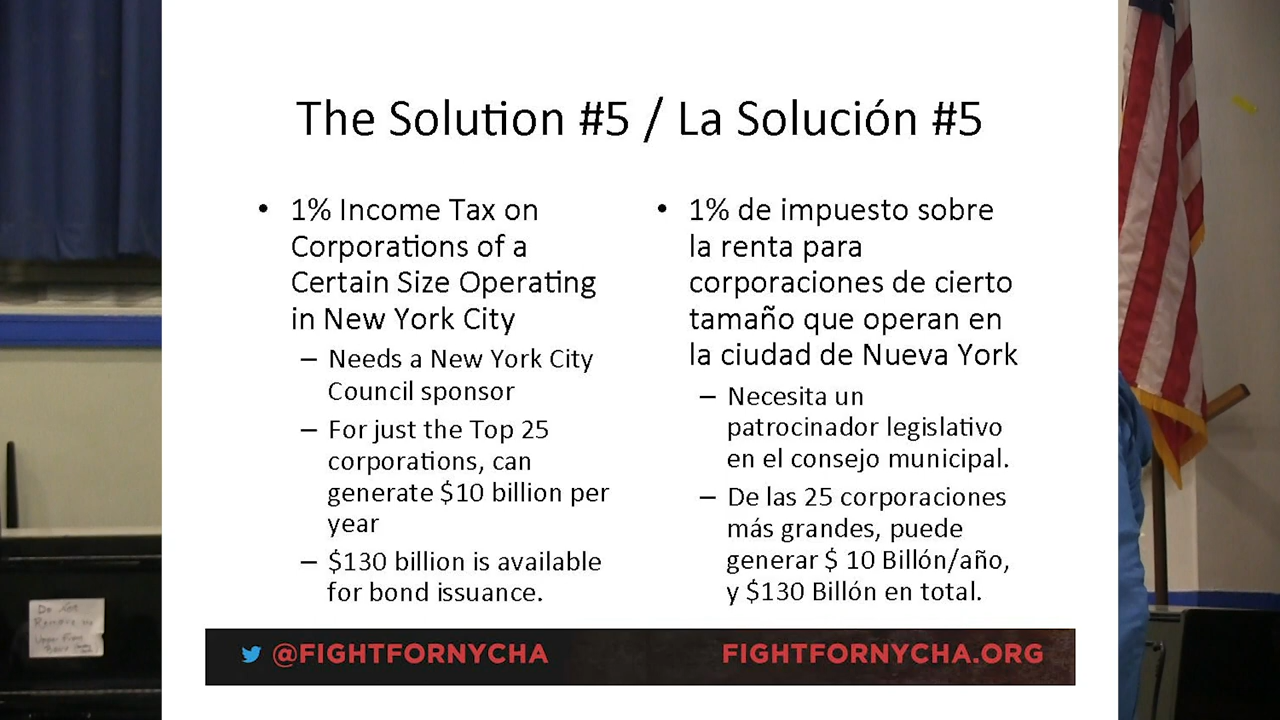 The Solution #5 / La Solución #5
• 1% Income Tax on
Corporations of a
Certain Size Operating
in New York City
– Needs a New York City
Council sponsor
– For just the Top 25
corporations, can
generate $10 billion per
year
– $130 billion is available
for bond issuance.
• 1% de impuesto sobre
la renta para
corporaciones de cierto
tamaño que operan en
la ciudad de Nueva York
– Necesita un
patrocinador legislativo
en el consejo municipal.
– De las 25 corporaciones
más grandes, puede
generar $ 10 Billón/año,
y $130 Billón en total.
@FIGHTFORNYCHA
FIGHTFORNYCHA.ORG
Do Not